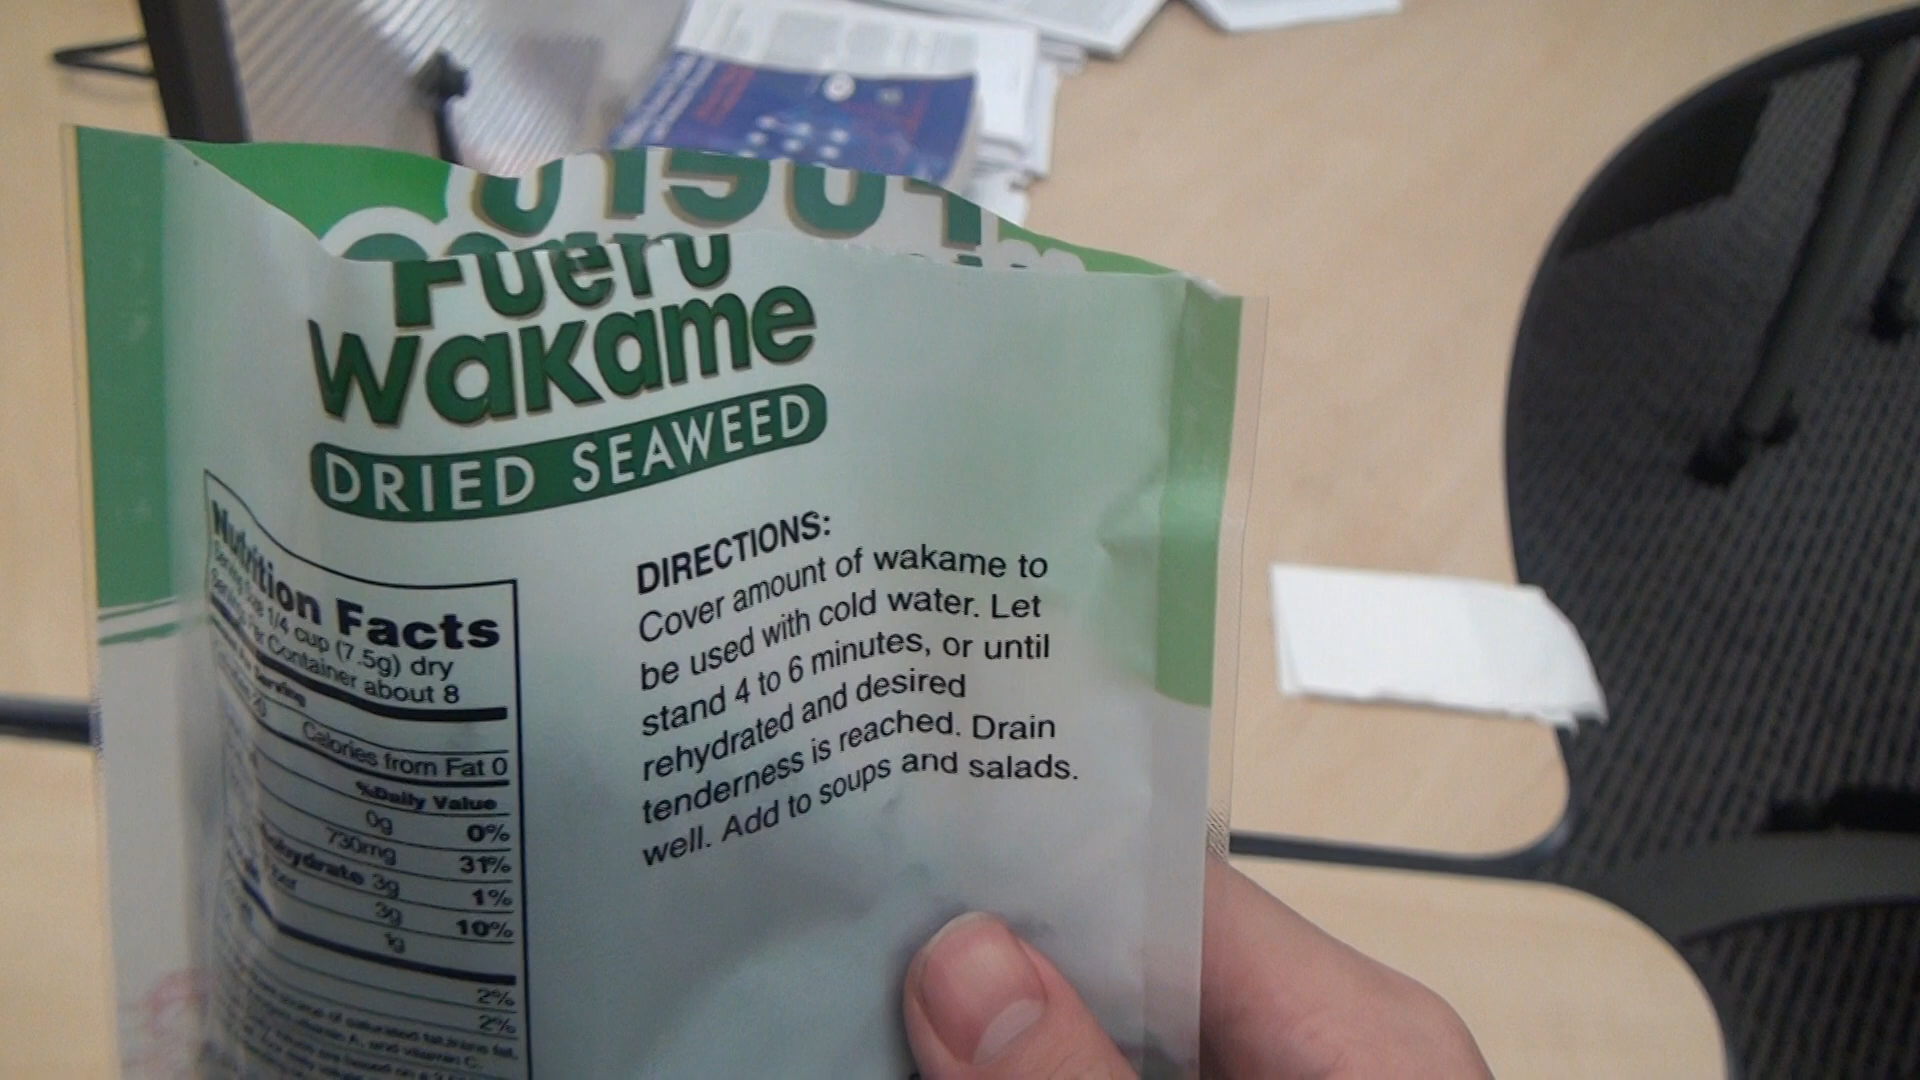 Fueru
Wakame
DRIED SEAWEED
Nutrition Facts
Serving Size 1/4 cup (7.5g) dry
Servings Per Container about 8
Serving
Calories from Fat 0
%Daily Value
0g 0%
730mg 31%
3g 1%
3g 10%
1g
2%
2%
DIRECTIONS:
Cover amount of wakame to
be used with cold water. Let
stand 4 to 6 minutes, or until
rehydrated and desired
tenderness is reached. Drain
well. Add to soups and salads.